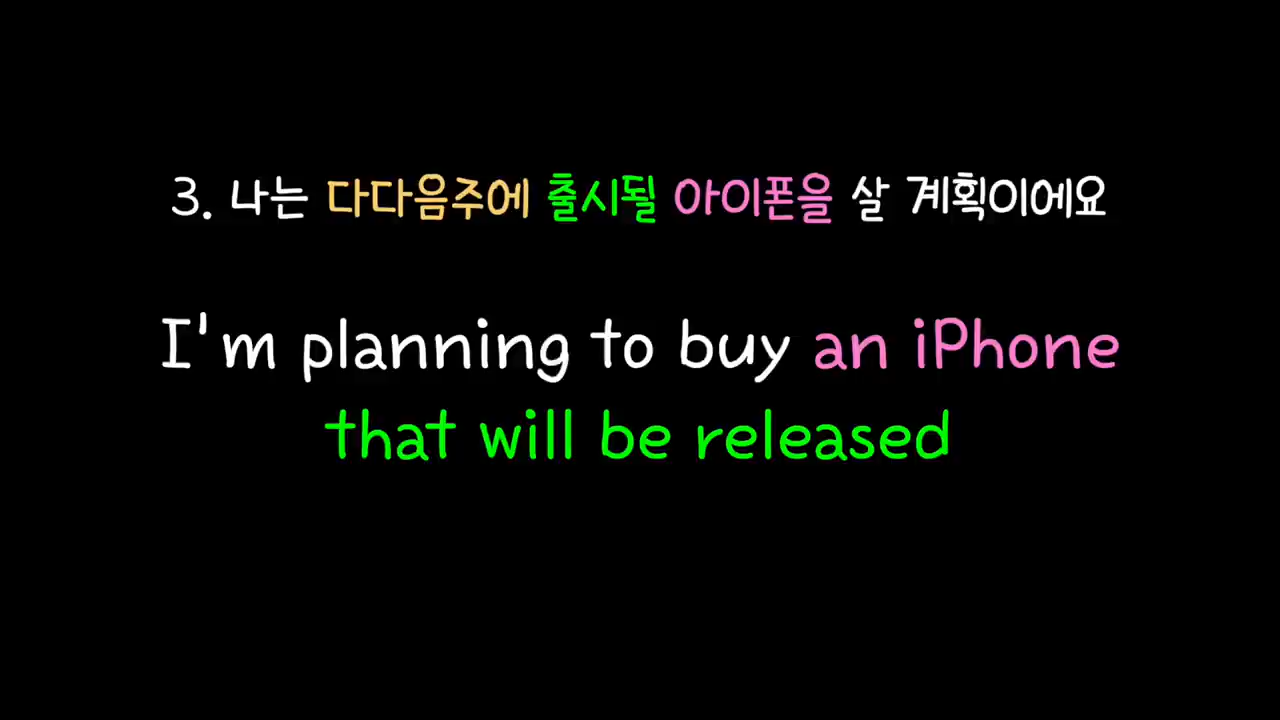 3. 나는 다다음주에 출시될 아이폰을 살 계획이에요
I'm planning to buy an iPhone
that will be released